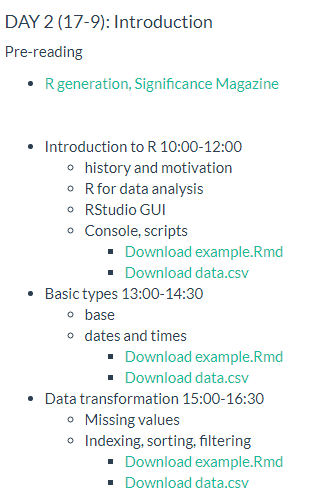 DAY 2 (17-9): Introduction
Pre-reading
R generation, Significance Magazine
Introduction to R 10:00-12:00
history and motivation
R for data analysis
RStudio GUI
Console, scripts
Download example.Rmd
Download data.csv
Basic types 13:00-14:30
base
dates and times
Download example.Rmd
Download data.csv
Data transformation 15:00-16:30
Missing values
Indexing, sorting, filtering
Download example.Rmd
Download data.csv